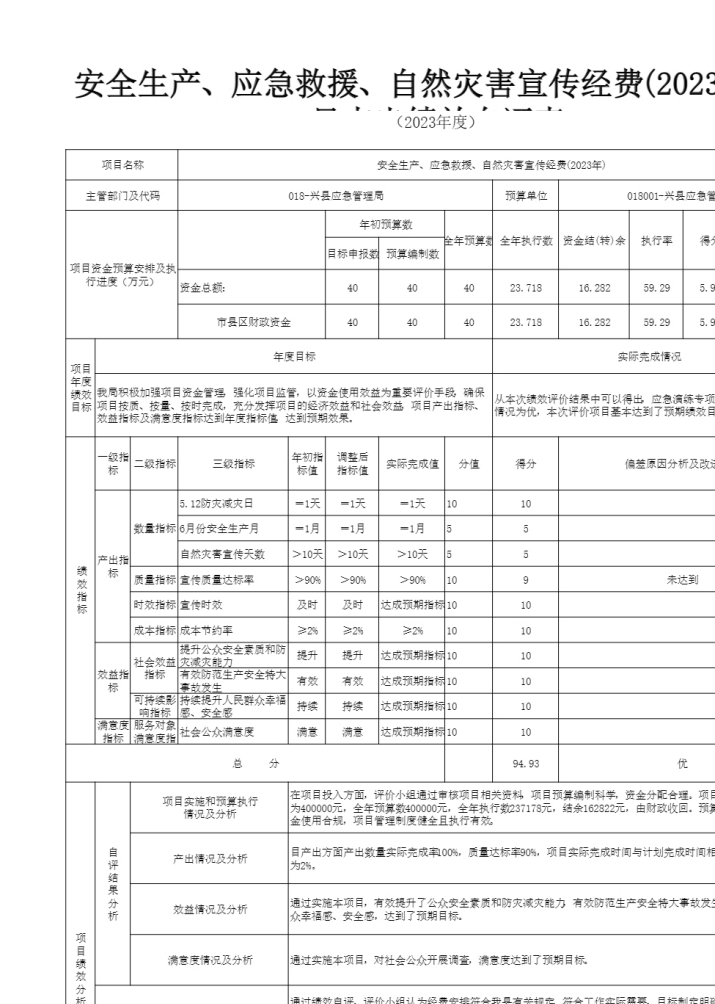 安全生产、应急救援、自然灾害宣传经费(2023
（2023年度）
项目名称
安全生产、应急救援、自然灾害宣传经费(2023年)
主管部门及代码
018-兴县应急管理局
预算单位
018001-兴县应急管
项目资金预算安排及执
行进度（万元）
年初预算数
目标申报数
预算编制数
全年预算数
全年执行数
资金结(转)余
执行率
得分
资金总额:
40 40 40 23.718 16.282 59.29 5.9
市县区财政资金
40 40 40 23.718 16.282 59.29 5.9
项目
年度
绩效
目标
年度目标
实际完成情况
我局积极加强项目资金管理，强化项目监管，以资金使用效益为重要评价手段，确保
项目按质、按量、按时完成，充分发挥项目的经济效益和社会效益，项目产出指标、
效益指标及满意度指标达到年度指标值，达到预期效果。
从本次绩效评价结果中可以得出，应急演练专项
情况为优，本次评价项目基本达到了预期绩效目
绩
效
指
标
一级指
标
二级指标
三级指标
年初指
标值
调整后
指标值
实际完成值
分值
得分
偏差原因分析及改进
产出指
标
数量指标
5.12防灾减灾日 =1天 =1天 =1天 10 10
6月份安全生产月 =1月 =1月 =1月 5 5
自然灾害宣传天数 >10天 >10天 >10天 5 5
质量指标 宣传质量达标率 >90% >90% >90% 10 9 未达到
时效指标 宣传时效 及时 及时 达成预期指标 10 10
成本指标 成本节约率 ≥2% ≥2% ≥2% 10 10
效益指
标
社会效益
指标
提升公众安全素质和防
灾减灾能力
提升 提升 达成预期指标 10 10
有效防范生产安全特大
事故发生
有效 有效 达成预期指标 10 10
可持续影
响指标
持续提升人民群众幸福
感、安全感
持续 持续 达成预期指标 10 10
满意度
指标
服务对象
满意度指
社会公众满意度 满意 满意 达成预期指标 10 10
总 分 94.93 优
项
目
绩
效
分
析
自
评
结
果
分
析
项目实施和预算执行
情况及分析
在项目投入方面，评价小组通过审核项目相关资料，项目预算编制科学，资金分配合理。项目
为400000元，全年预算数400000元，全年执行数237178元，结余162822元，由财政收回。预算
金使用合规，项目管理制度健全且执行有效。
产出情况及分析
目产出方面产出数量实际完成率100%，质量达标率90%，项目实际完成时间与计划完成时间相
为2%。
效益情况及分析
通过实施本项目，有效提升了公众安全素质和防灾减灾能力，有效防范生产安全特大事故发生
众幸福感、安全感，达到了预期目标。
满意度情况及分析
通过实施本项目，对社会公众开展调查，满意度达到了预期目标。
通过绩效自评，评价小组认为经费安排符合我县有关规定，符合工作实际需要，目标制定明确